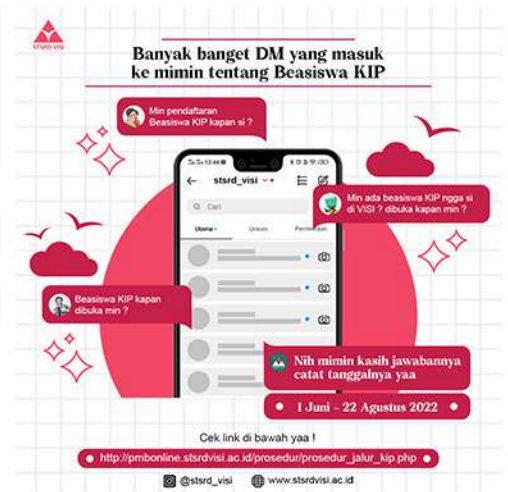 STSRD VISI
Banyak banget DM yang masuk
ke mimin tentang Beasiswa KIP
Min pendaftaran
Beasiswa KIP kapan si ?
12:44
stsrd_visi
Cari
Min ada beasiswa KIP ngga si
di VISI ? dibuka kapan min ?
Utama
Umum
Beasiswa KIP kapan
dibuka min ?
Nih mimin kasih jawabannya
catat tanggalnya yaa
1 Juni - 22 Agustus 2022
Cek link di bawah yaa !
http://pmbonline.stsrdvisi.ac.id/prosedur/prosedur_jalur_kip.php
@stsrd_visi
www.stsrdvisi.ac.id